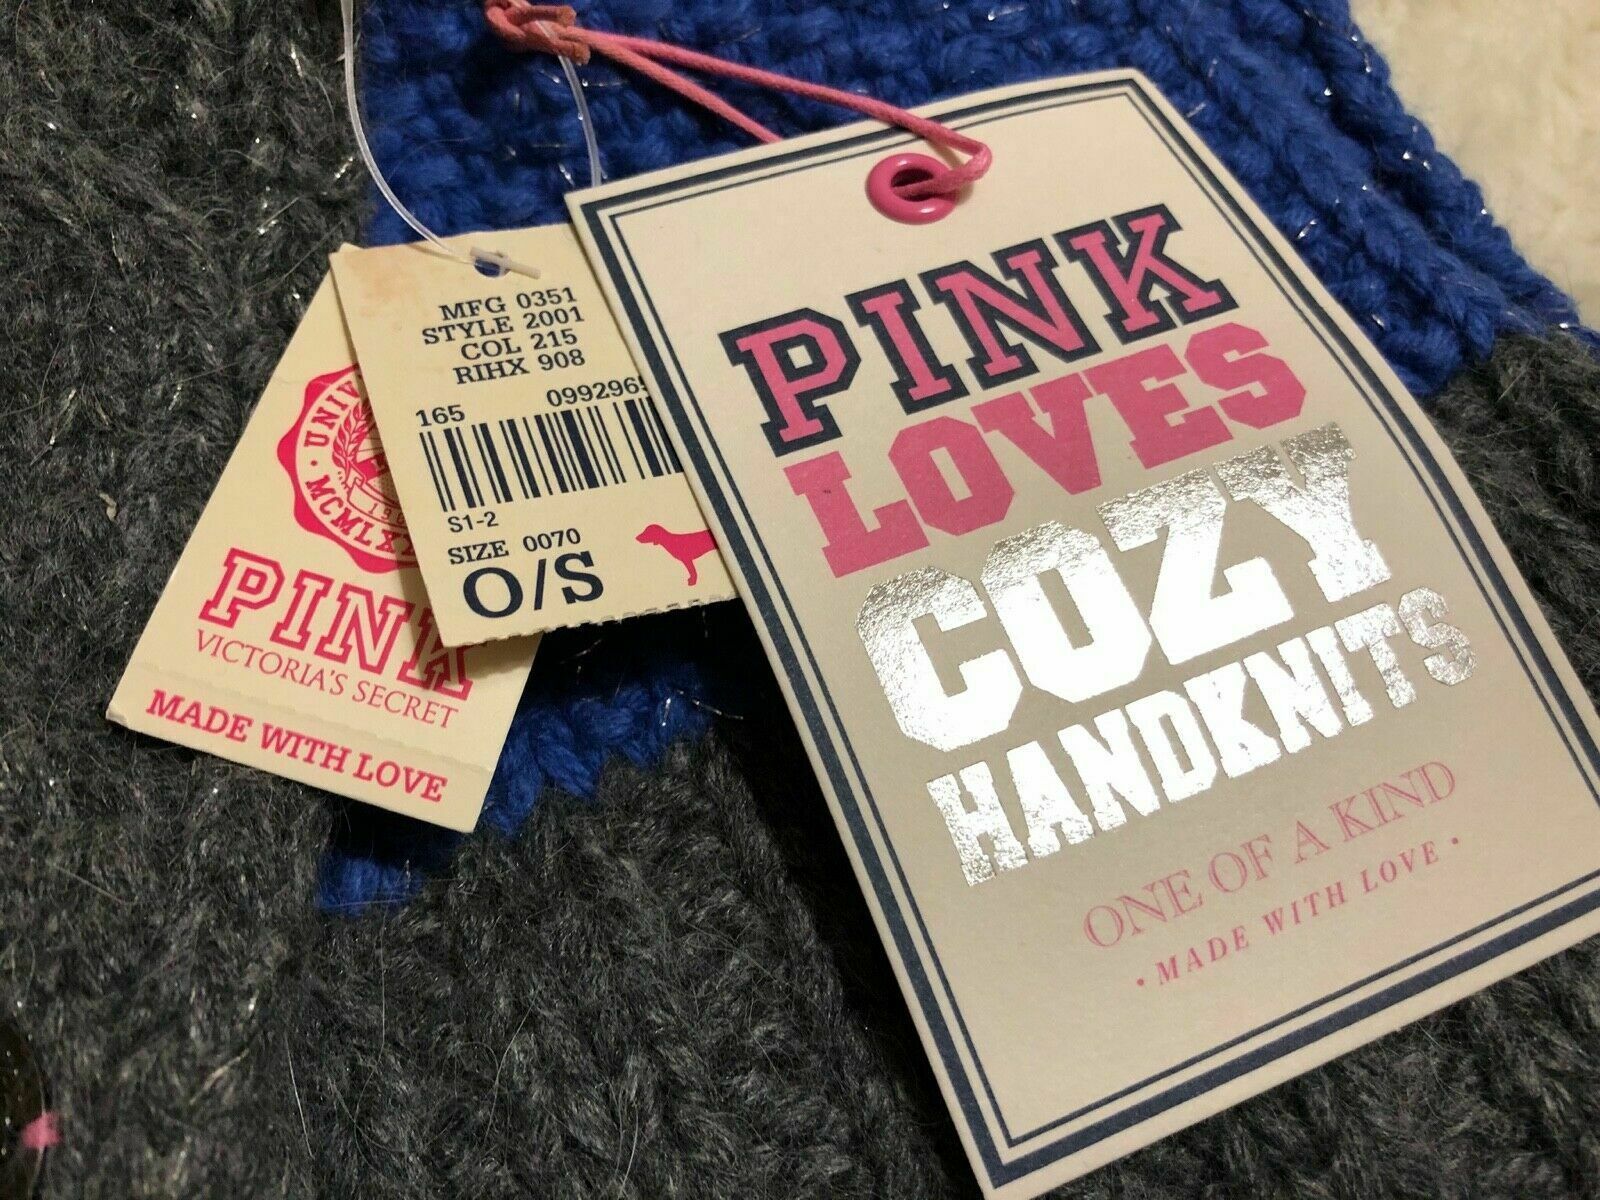 MFG 0351
STYLE 2001
COL 215
RIHX 908
165
S1-2
SIZE 0070
O/S
PINK
VICTORIA'S SECRET
MADE WITH LOVE
PINK
LOVES
COZY
HANDKNITS
ONE OF A KIND
• MADE WITH LOVE •